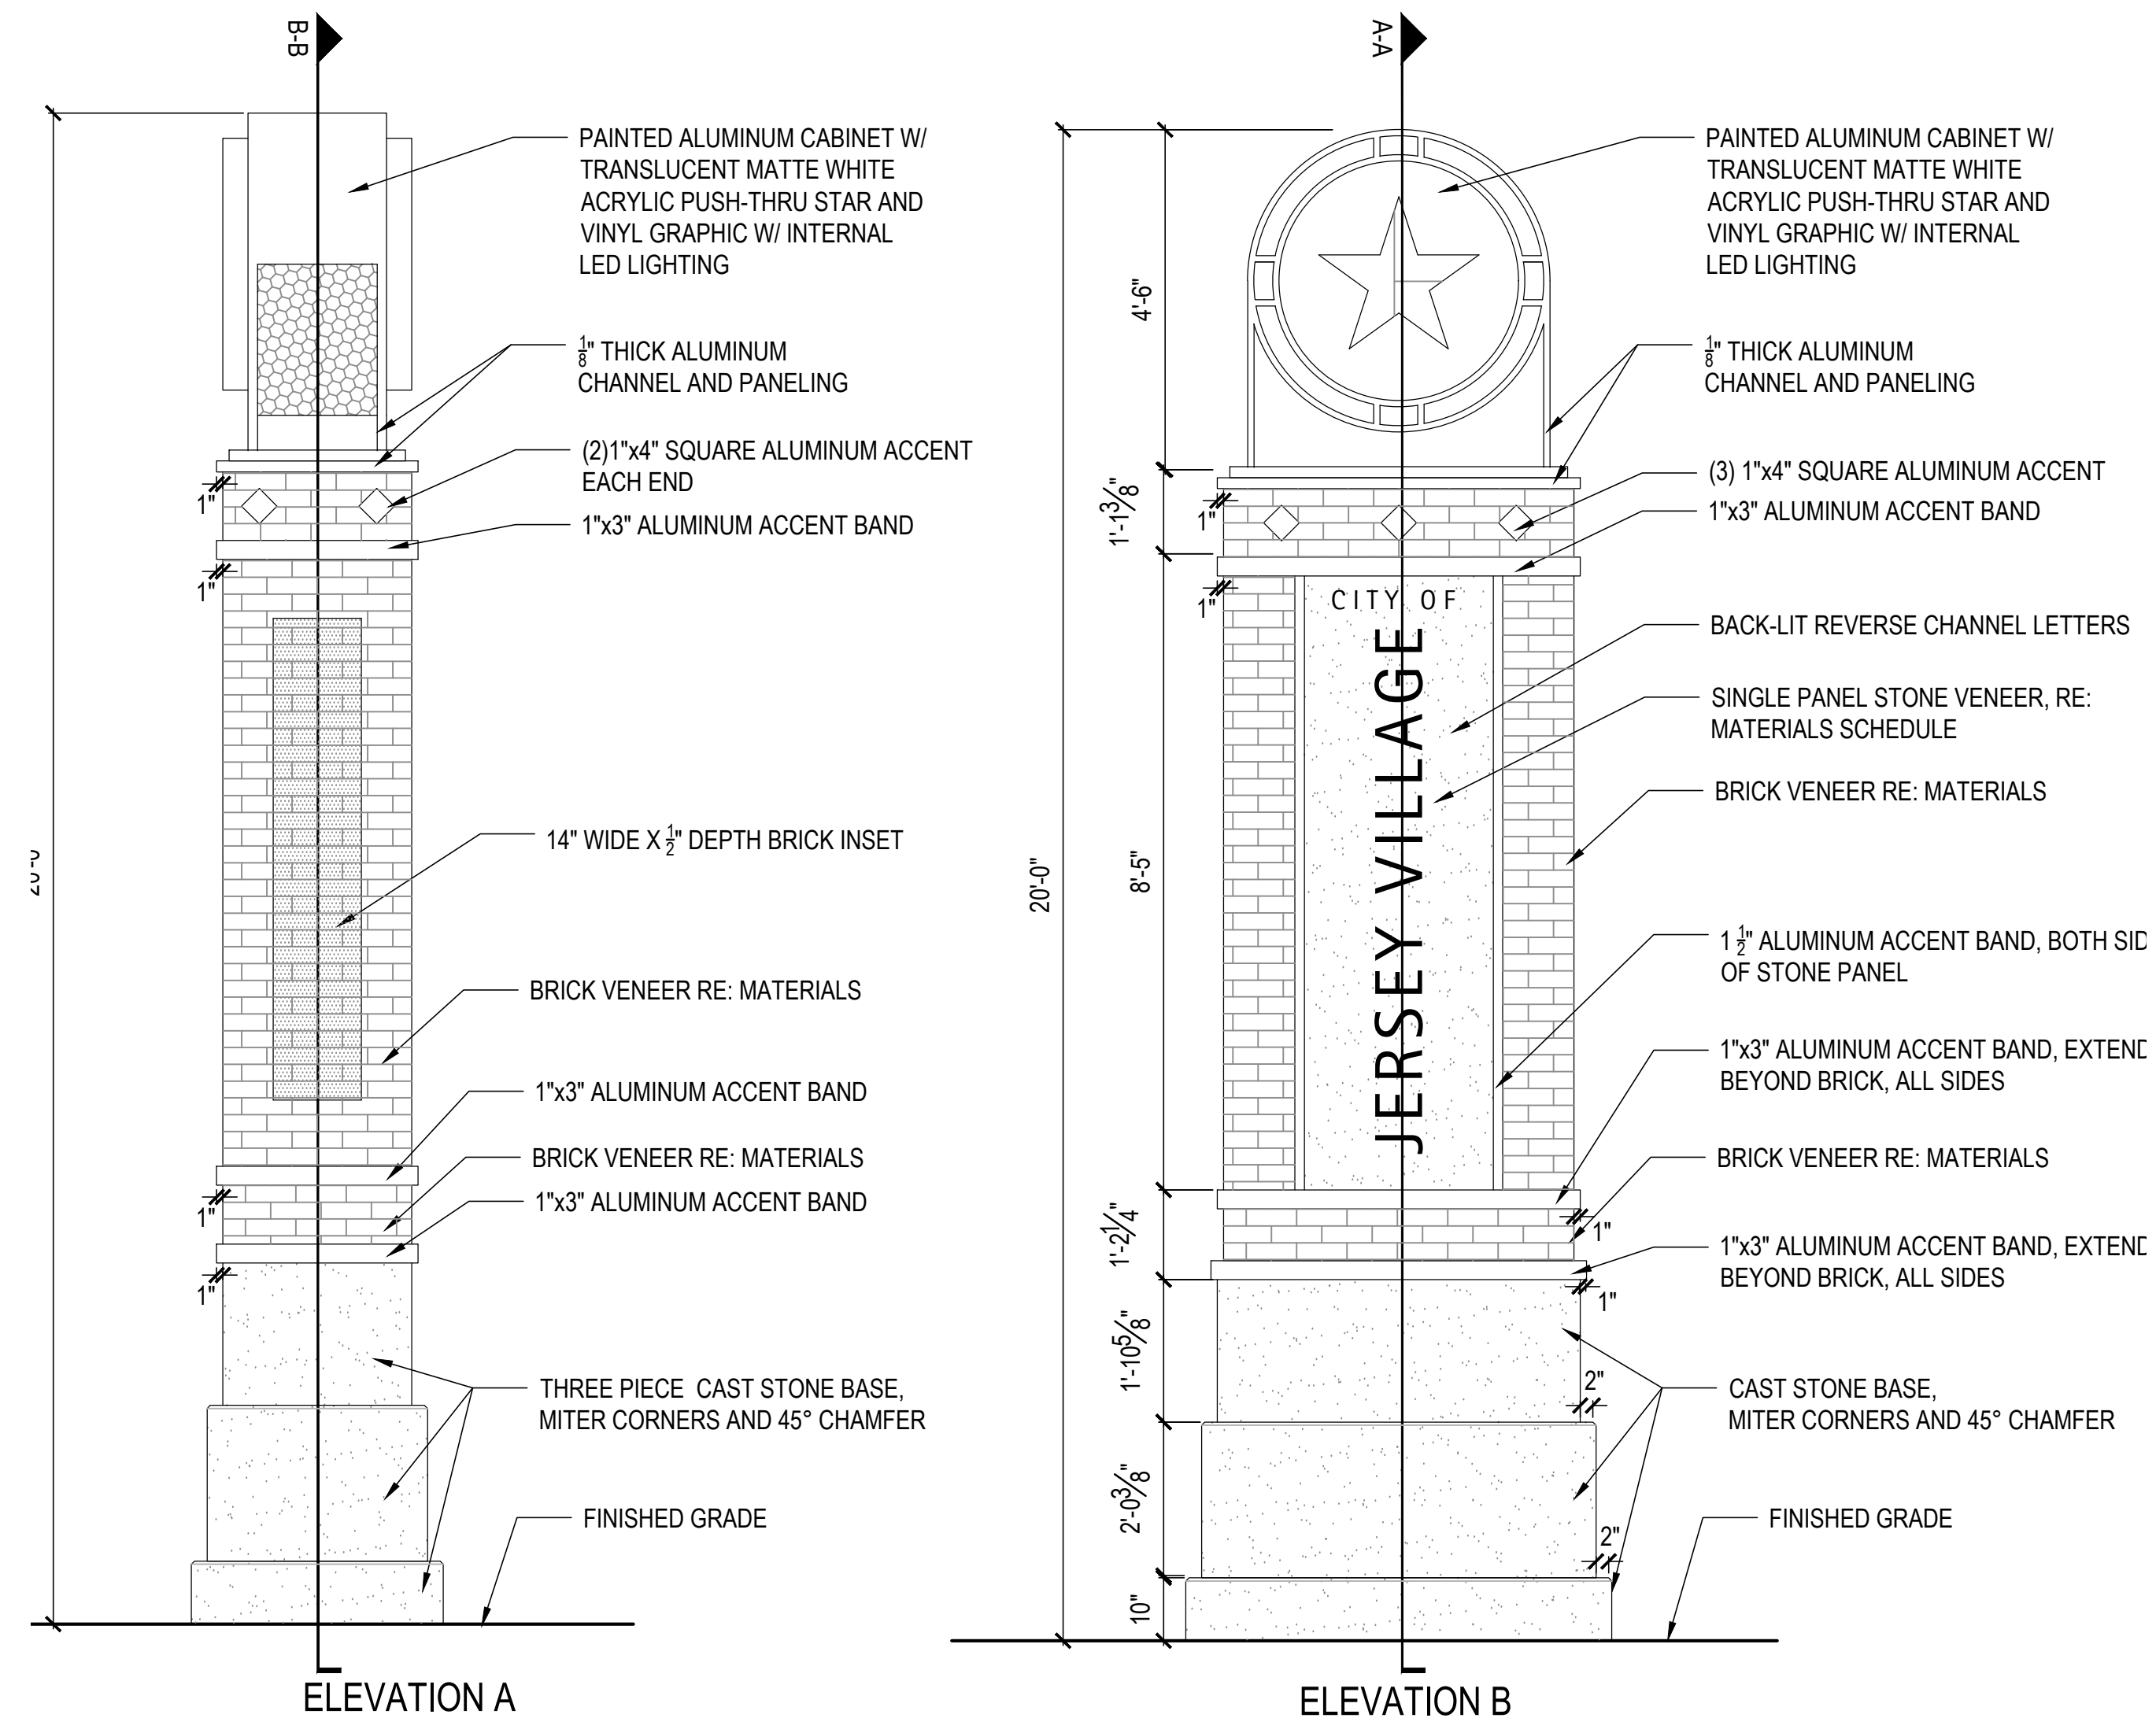 B-B
PAINTED ALUMINUM CABINET W/
TRANSLUCENT MATTE WHITE
ACRYLIC PUSH-THRU STAR AND
VINYL GRAPHIC W/ INTERNAL
LED LIGHTING
1/8" THICK ALUMINUM
CHANNEL AND PANELING
(2)1"x4" SQUARE ALUMINUM ACCENT
EACH END
1"
1"x3" ALUMINUM ACCENT BAND
1"
14" WIDE X 1/2" DEPTH BRICK INSET
BRICK VENEER RE: MATERIALS
1"x3" ALUMINUM ACCENT BAND
BRICK VENEER RE: MATERIALS
1"x3" ALUMINUM ACCENT BAND
1"
1"
THREE PIECE CAST STONE BASE,
MITER CORNERS AND 45° CHAMFER
FINISHED GRADE
ELEVATION A
A-A
PAINTED ALUMINUM CABINET W/
TRANSLUCENT MATTE WHITE
ACRYLIC PUSH-THRU STAR AND
VINYL GRAPHIC W/ INTERNAL
LED LIGHTING
4'-6"
1/8" THICK ALUMINUM
CHANNEL AND PANELING
(3) 1"x4" SQUARE ALUMINUM ACCENT
1'-1 3/8"
1"
1"x3" ALUMINUM ACCENT BAND
1"
CITY OF
JERSEY VILLAGE
BACK-LIT REVERSE CHANNEL LETTERS
SINGLE PANEL STONE VENEER, RE:
MATERIALS SCHEDULE
BRICK VENEER RE: MATERIALS
20'-0"
8'-5"
1 1/2" ALUMINUM ACCENT BAND, BOTH SID
OF STONE PANEL
1"x3" ALUMINUM ACCENT BAND, EXTEND
BEYOND BRICK, ALL SIDES
BRICK VENEER RE: MATERIALS
1'-2 1/4"
1"
1"x3" ALUMINUM ACCENT BAND, EXTEND
BEYOND BRICK, ALL SIDES
1"
1'-10 5/8"
2"
CAST STONE BASE,
MITER CORNERS AND 45° CHAMFER
2'-0 3/8"
2"
FINISHED GRADE
10"
ELEVATION B